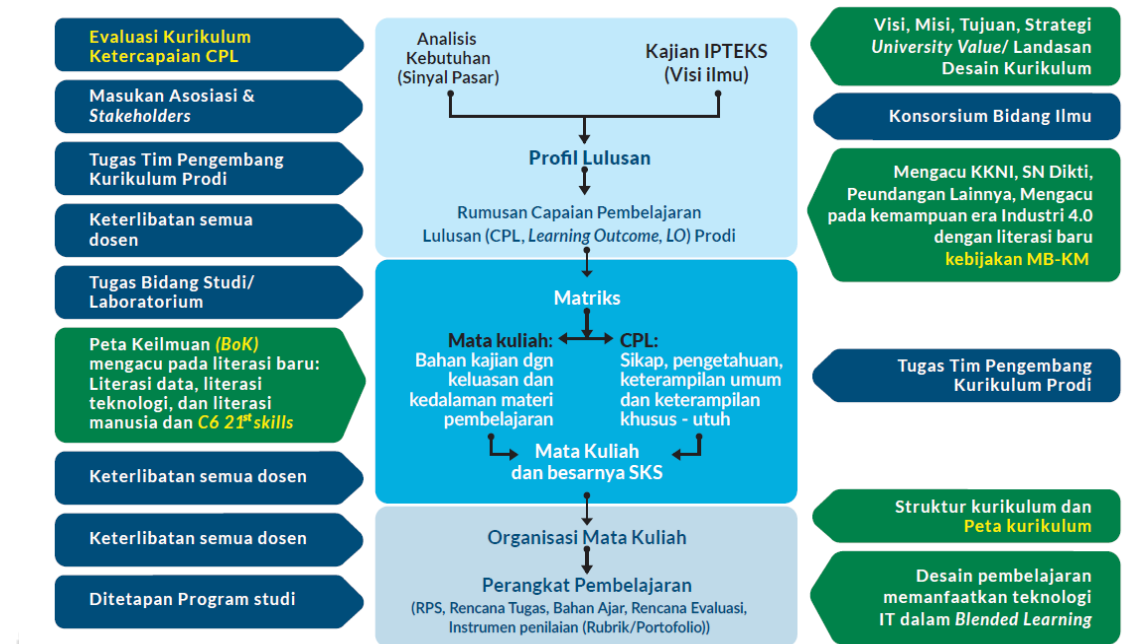 Evaluasi Kurikulum
Ketercapaian CPL
Masukan Asosiasi &
Stakeholders
Tugas Tim Pengembang
Kurikulum Prodi
Keterlibatan semua
dosen
Tugas Bidang Studi/
Laboratorium
Peta Keilmuan (BoK)
mengacu pada literasi baru:
Literasi data, literasi
teknologi, dan literasi
manusia dan C6 21st skills
Keterlibatan semua dosen
Keterlibatan semua dosen
Ditetapan Program studi
Analisis
Kebutuhan
(Sinyal Pasar)
Kajian IPTEKS
(Visi ilmu)
Profil Lulusan
Rumusan Capaian Pembelajaran
Lulusan (CPL, Learning Outcome, LO) Prodi
Matriks
Mata kuliah:
Bahan kajian dgn
keluasan dan
kedalaman materi
pembelajaran
CPL:
Sikap, pengetahuan,
keterampilan umum
dan keterampilan
khusus - utuh
Mata Kuliah
dan besarnya SKS
Organisasi Mata Kuliah
Perangkat Pembelajaran
(RPS, Rencana Tugas, Bahan Ajar, Rencana Evaluasi,
Instrumen penilaian (Rubrik/Portofolio))
Visi, Misi, Tujuan, Strategi
University Value/ Landasan
Desain Kurikulum
Konsorsium Bidang Ilmu
Mengacu KKNI, SN Dikti,
Peundangan Lainnya, Mengacu
pada kemampuan era Industri 4.0
dengan literasi baru
kebijakan MB-KM
Tugas Tim Pengembang
Kurikulum Prodi
Struktur kurikulum dan
Peta kurikulum
Desain pembelajaran
memanfaatkan teknologi
IT dalam Blended Learning